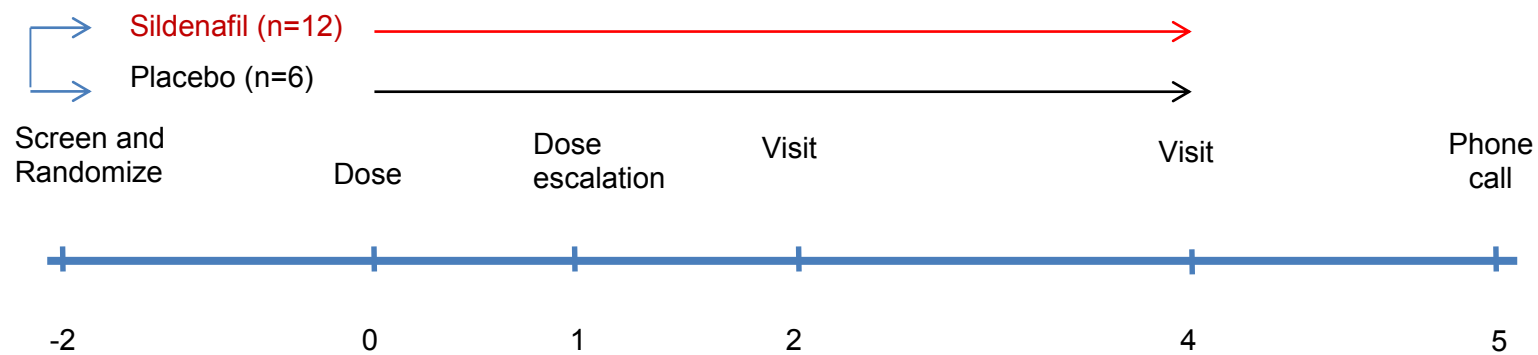 Sildenafil (n=12)
Placebo (n=6)
Screen and
Randomize
Dose
Dose
escalation
Visit
Visit
Phone
call
-2
0
1
2
4
5